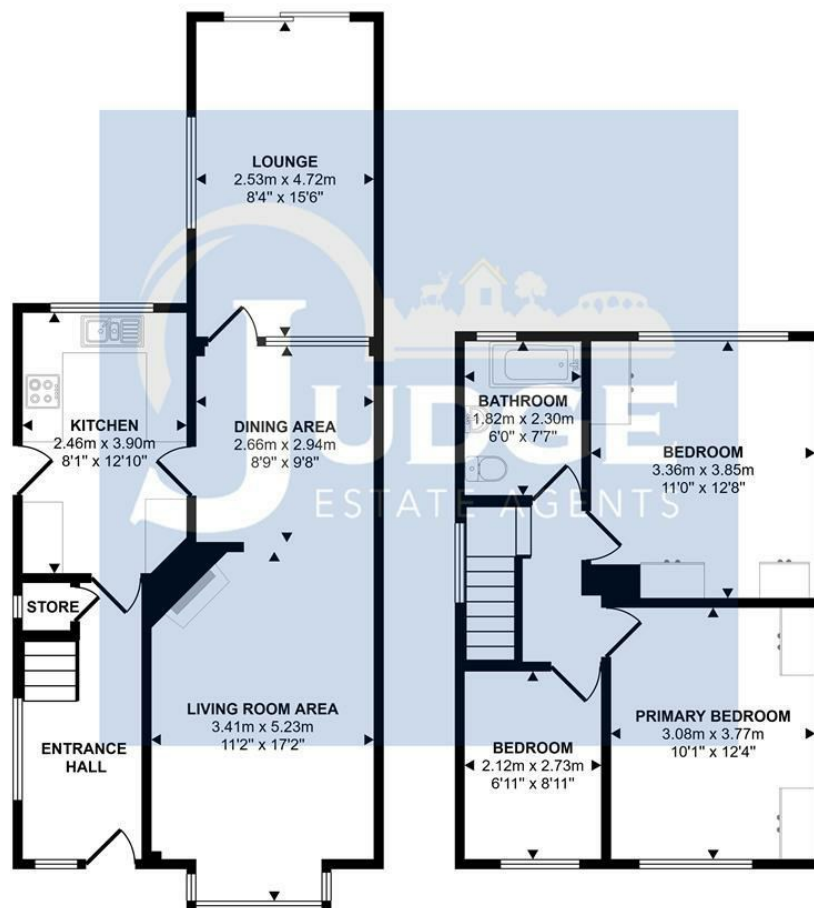 LOUNGE
2.53m x 4.72m
8'4" x 15'6"
KITCHEN
2.46m x 3.90m
8'1" x 12'10"
DINING AREA
2.66m x 2.94m
8'9" x 9'8"
STORE
LIVING ROOM AREA
3.41m x 5.23m
11'2" x 17'2"
ENTRANCE
HALL
BATHROOM
1.82m x 2.30m
6'0" x 7'7"
BEDROOM
3.36m x 3.85m
11'0" x 12'8"
BEDROOM
2.12m x 2.73m
6'11" x 8'11"
PRIMARY BEDROOM
3.08m x 3.77m
10'1" x 12'4"
JUDGE
ESTATE AGENTS